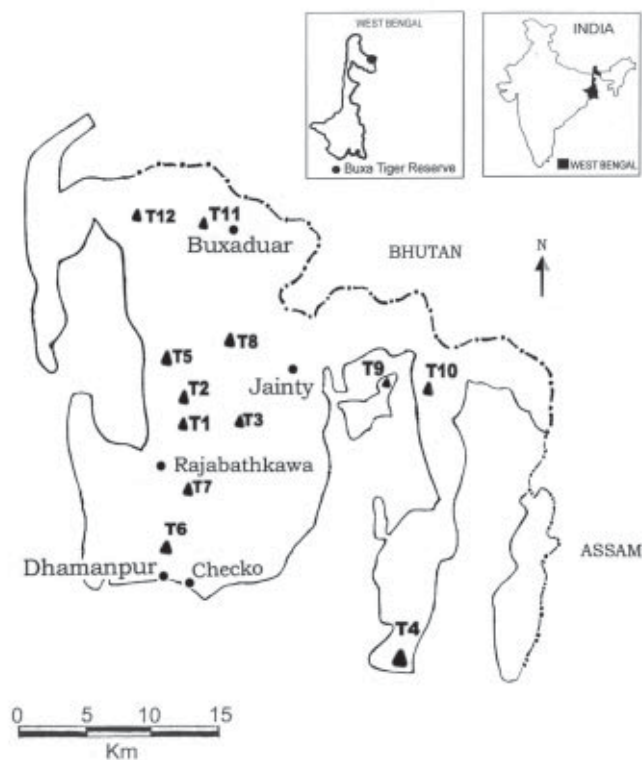 WEST BENGAL
Buxa Tiger Reserve
INDIA
WEST BENGAL
T12
T11
Buxaduar
BHUTAN
N
T8
T5
Jainty
T9
T10
T2
T1
T3
Rajabathkawa
T7
T6
ASSAM
Dhamanpur
Checko
T4
0 5 10 15
Km